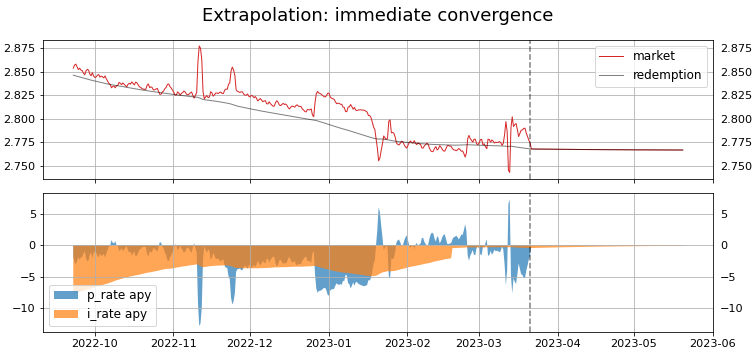 Extrapolation: immediate convergence
2.875 2.875
2.850 2.850
2.825 2.825
2.800 2.800
2.775 2.775
2.750 2.750
market
redemption
5 5
0 0
−5 −5
−10 −10
p_rate apy
i_rate apy
2022-10 2022-11 2022-12 2023-01 2023-02 2023-03 2023-04 2023-05 2023-06